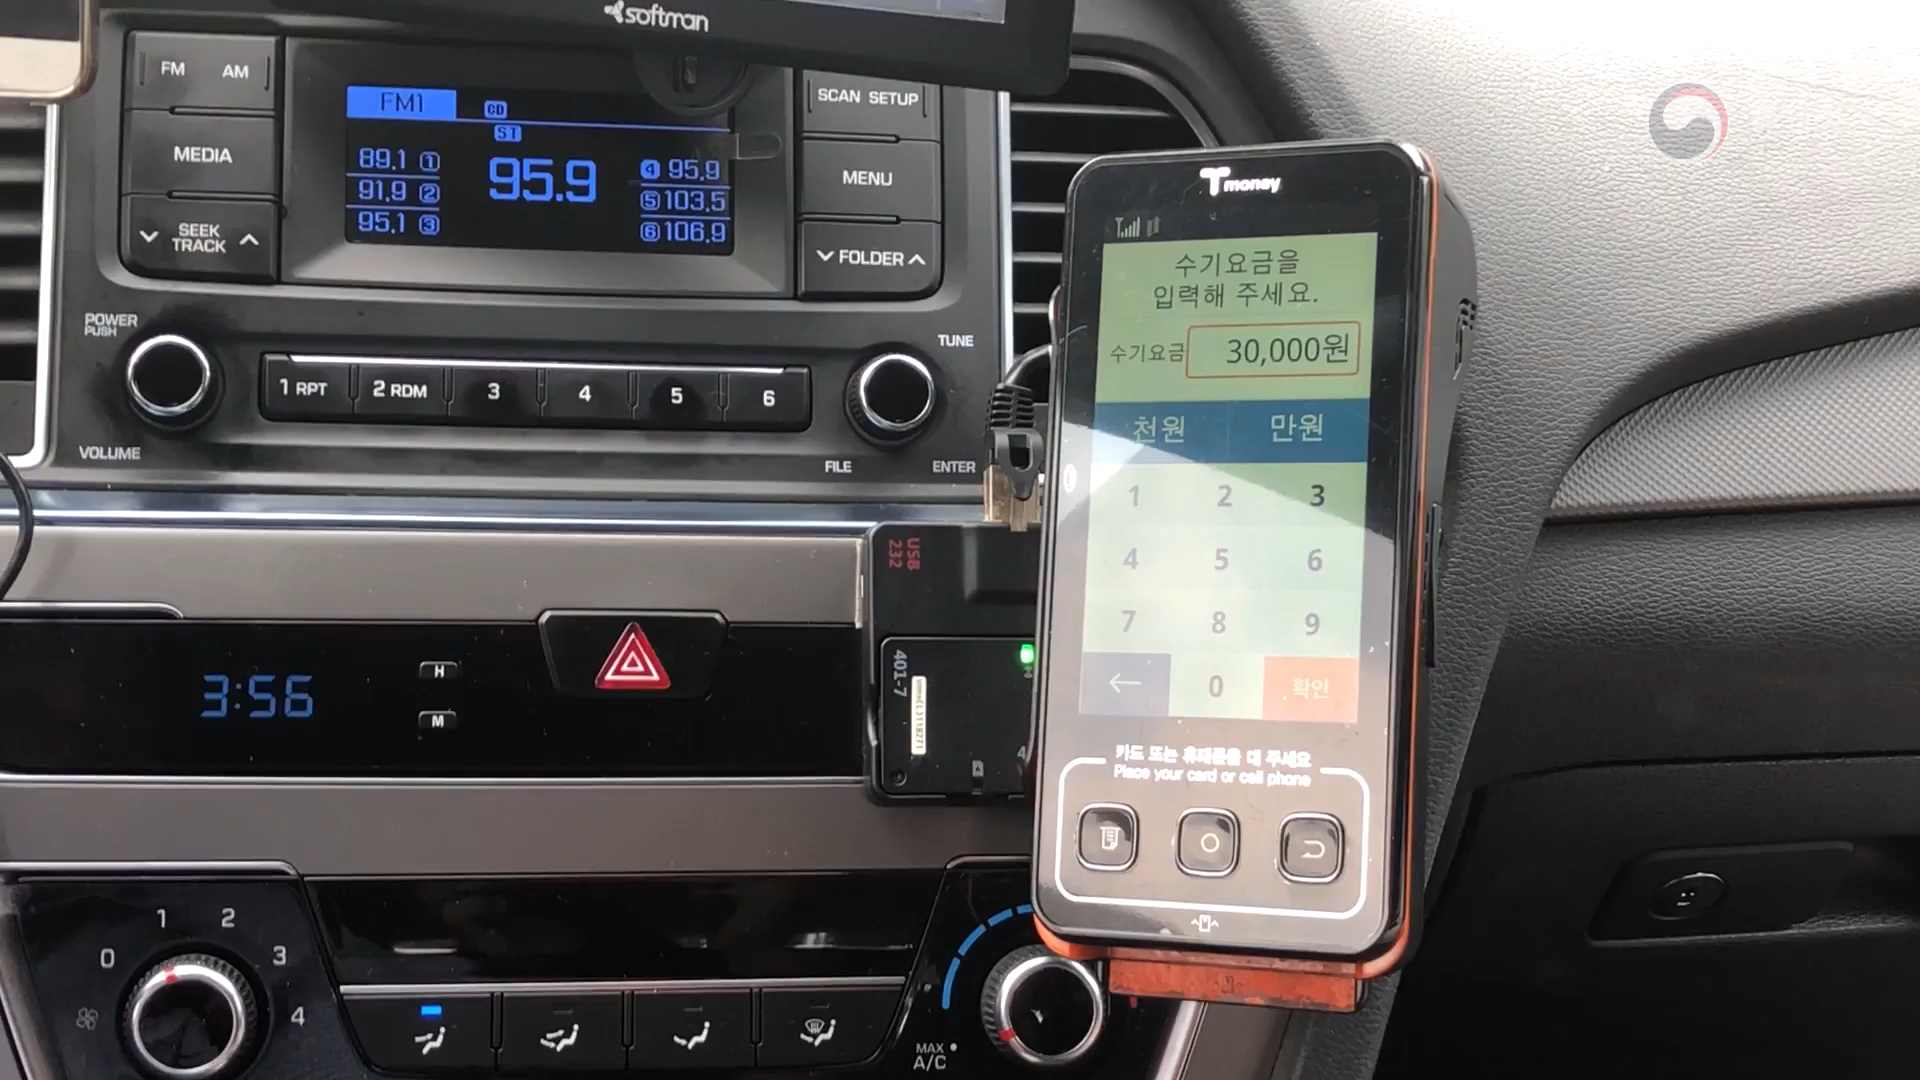 softman
FM AM
MEDIA
SEEK
TRACK
FM1
CD
ST
89.1 1
91.9 2
95.1 3
95.9
4 95.9
5 103.5
6 106.9
SCAN SETUP
MENU
FOLDER
POWER
PUSH
VOLUME
1 RPT
2 RDM
3
4
5
6
TUNE
FILE
ENTER
3:56
H
M
USB
232
401-7
0
1
2
3
4
MAX
A/C
Tmoney
수기요금을
입력해 주세요.
수기요금 30,000원
천원 만원
1 2 3
4 5 6
7 8 9
← 0 확인
카드 또는 휴대폰을 대 주세요
Place your card or cell phone